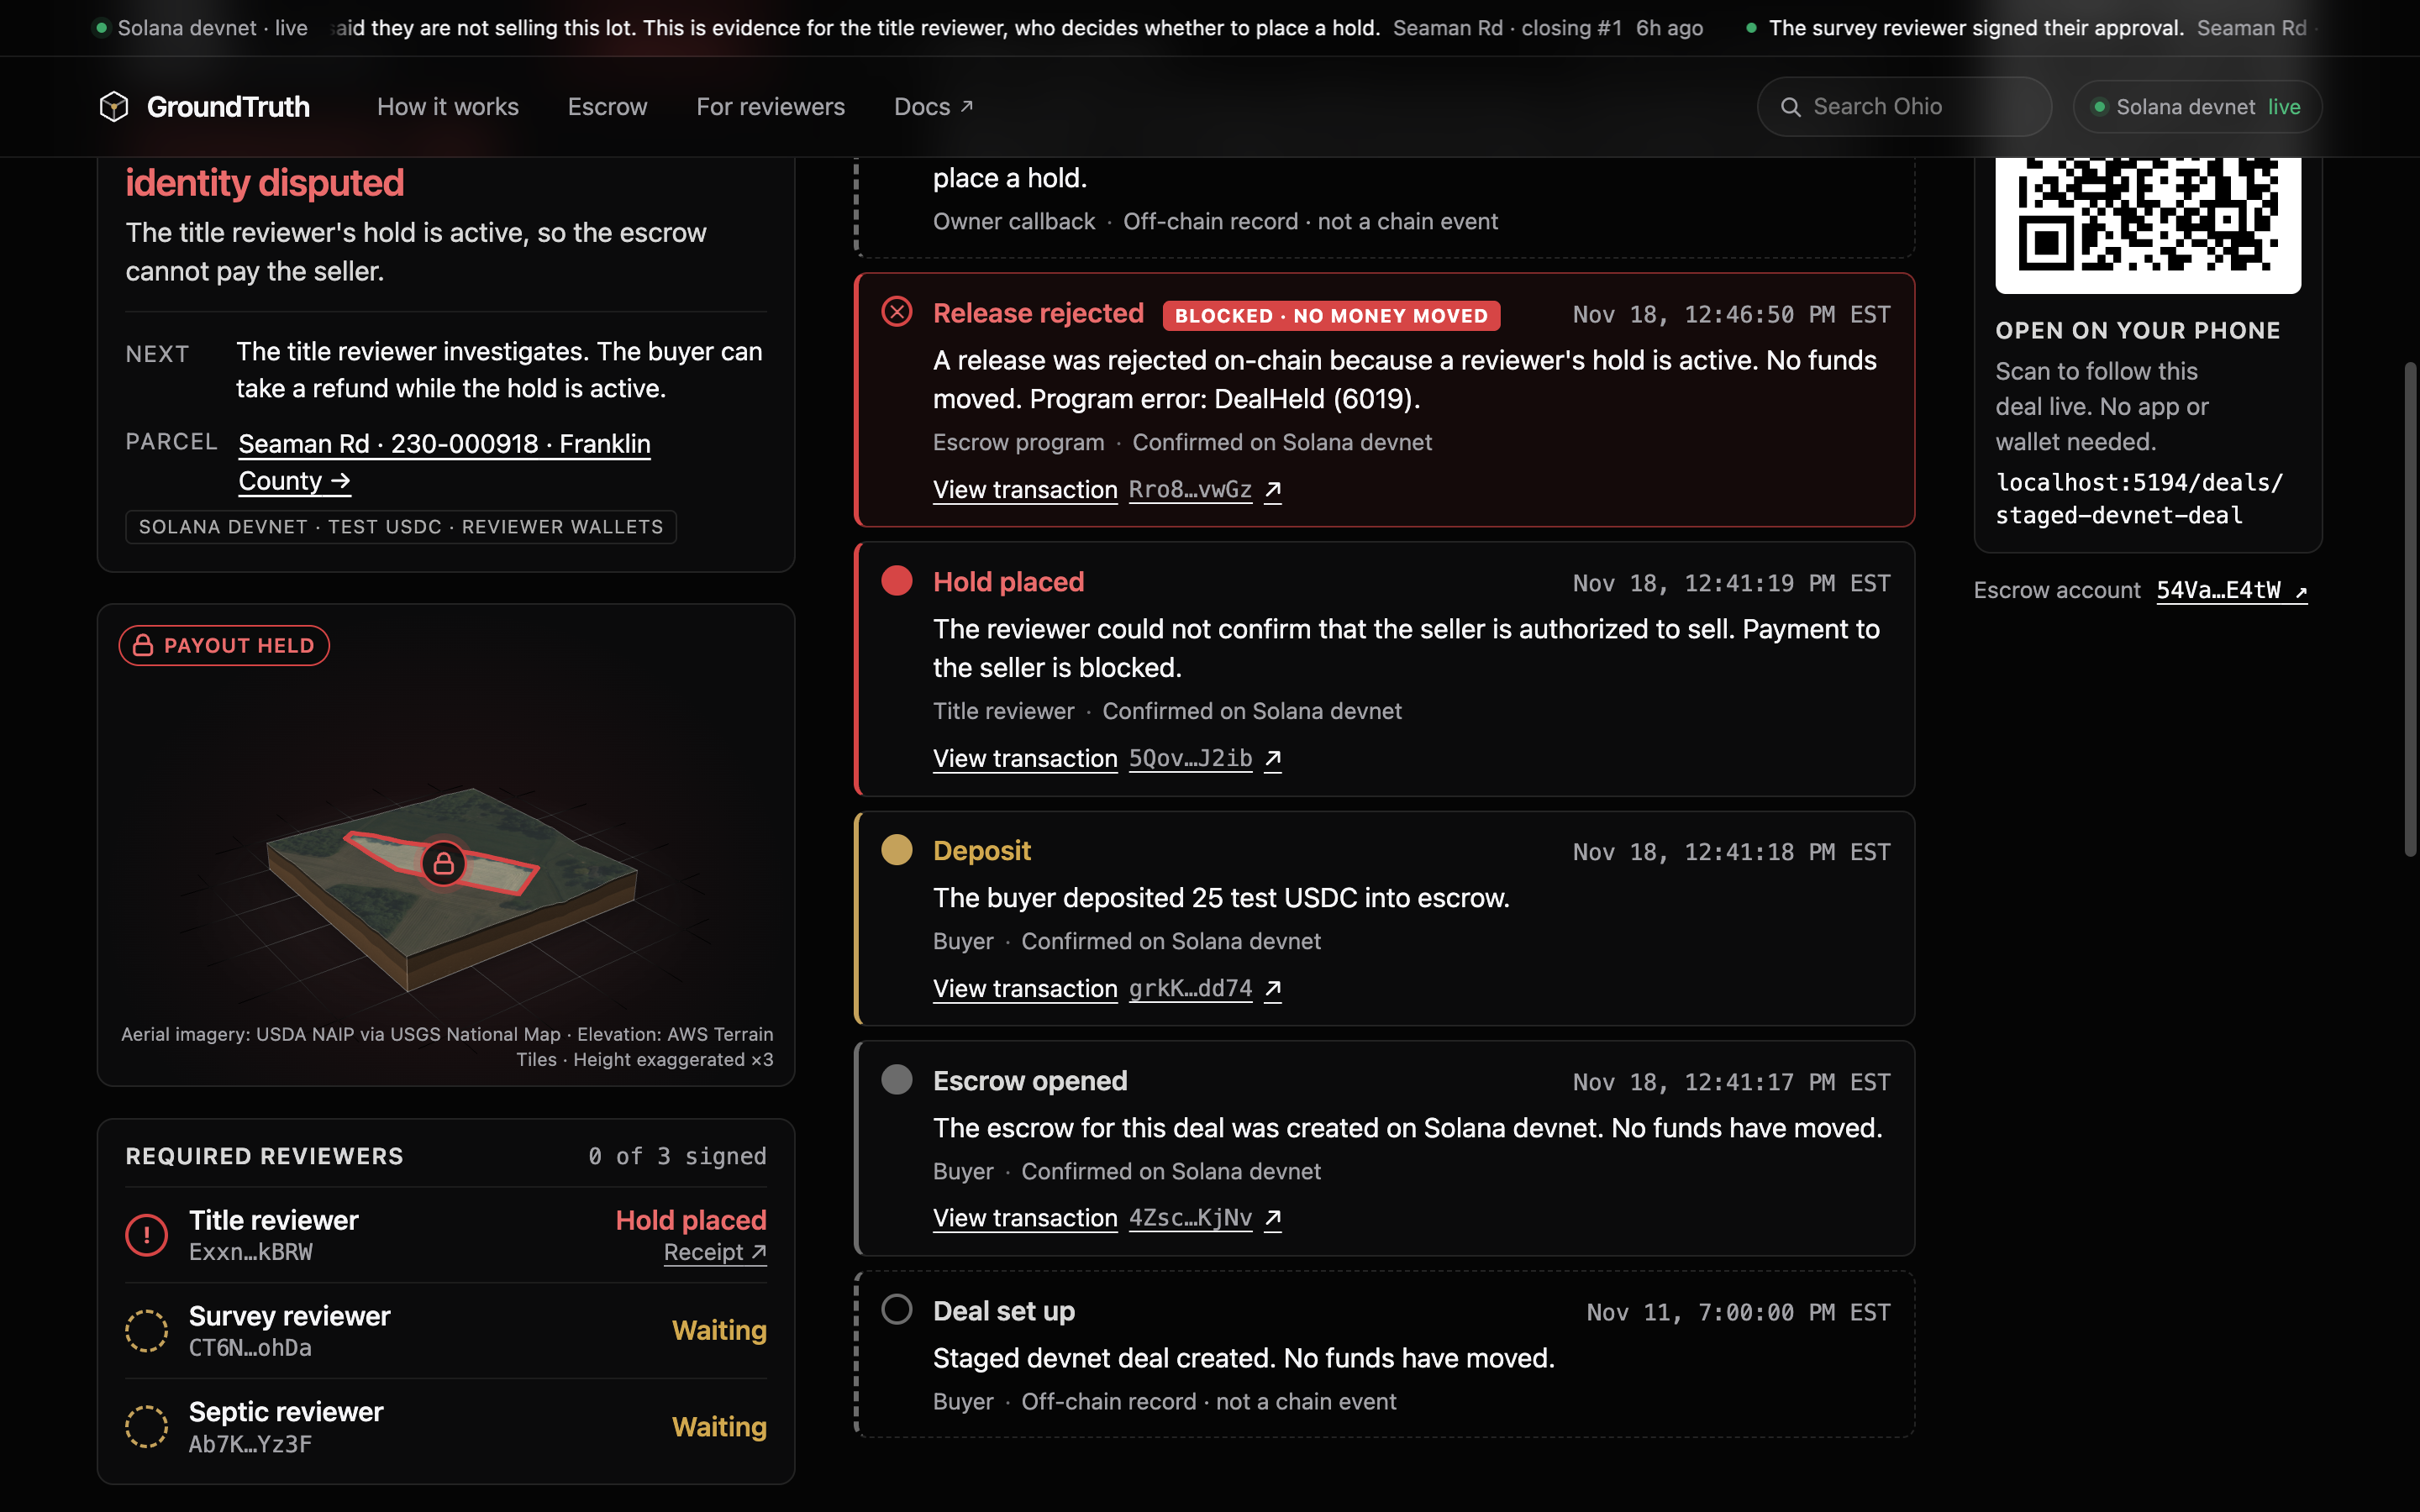 Solana devnet · live
said they are not selling this lot. This is evidence for the title reviewer, who decides whether to place a hold. Seaman Rd · closing #1 6h ago
The survey reviewer signed their approval. Seaman Rd ·
GroundTruth
How it works
Escrow
For reviewers
Docs ↗
Search Ohio
Solana devnet live
identity disputed
The title reviewer's hold is active, so the escrow
cannot pay the seller.
NEXT
The title reviewer investigates. The buyer can
take a refund while the hold is active.
PARCEL
Seaman Rd · 230-000918 · Franklin
County →
SOLANA DEVNET · TEST USDC · REVIEWER WALLETS
PAYOUT HELD
Aerial imagery: USDA NAIP via USGS National Map · Elevation: AWS Terrain
Tiles · Height exaggerated ×3
REQUIRED REVIEWERS
0 of 3 signed
Title reviewer
Exxn…kBRW
Hold placed
Receipt ↗
Survey reviewer
CT6N…ohDa
Waiting
Septic reviewer
Ab7K…Yz3F
Waiting
place a hold.
Owner callback · Off-chain record · not a chain event
Release rejected
BLOCKED · NO MONEY MOVED
Nov 18, 12:46:50 PM EST
A release was rejected on-chain because a reviewer's hold is active. No funds
moved. Program error: DealHeld (6019).
Escrow program · Confirmed on Solana devnet
View transaction Rro8…vwGz ↗
Hold placed
Nov 18, 12:41:19 PM EST
The reviewer could not confirm that the seller is authorized to sell. Payment to
the seller is blocked.
Title reviewer · Confirmed on Solana devnet
View transaction 5Qov…J2ib ↗
Deposit
Nov 18, 12:41:18 PM EST
The buyer deposited 25 test USDC into escrow.
Buyer · Confirmed on Solana devnet
View transaction grkK…dd74 ↗
Escrow opened
Nov 18, 12:41:17 PM EST
The escrow for this deal was created on Solana devnet. No funds have moved.
Buyer · Confirmed on Solana devnet
View transaction 4Zsc…KjNv ↗
Deal set up
Nov 11, 7:00:00 PM EST
Staged devnet deal created. No funds have moved.
Buyer · Off-chain record · not a chain event
OPEN ON YOUR PHONE
Scan to follow this
deal live. No app or
wallet needed.
localhost:5194/deals/
staged-devnet-deal
Escrow account 54Va…E4tW ↗